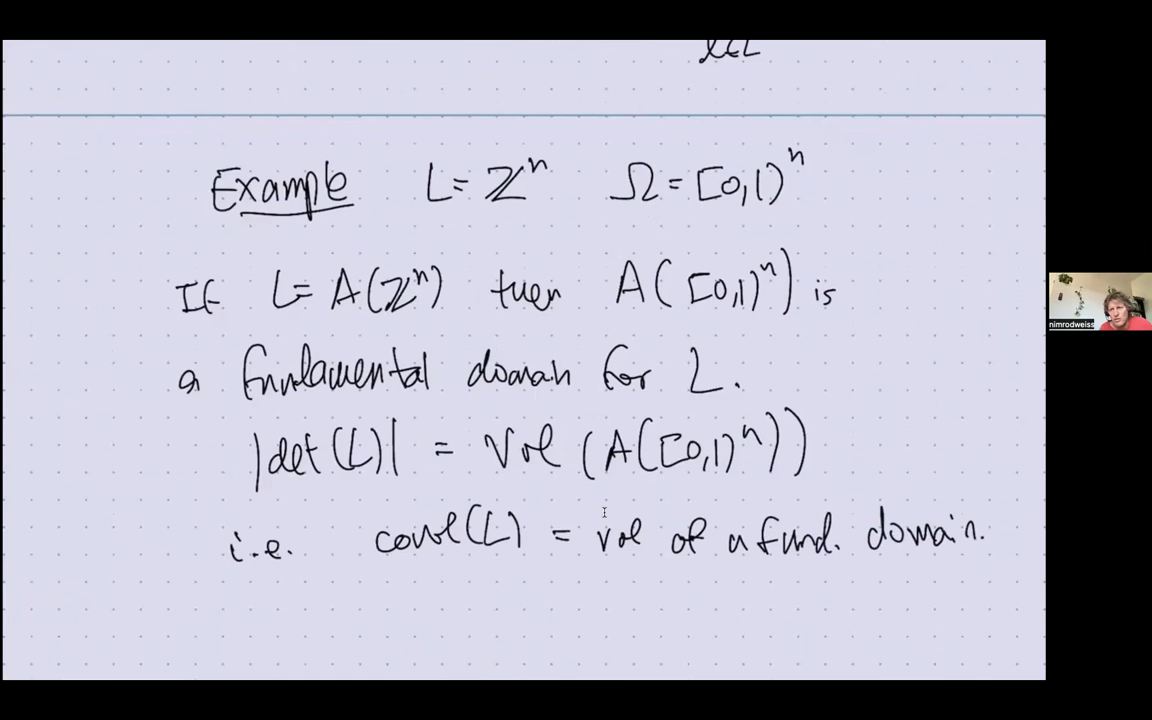 l∈L
Example L = ℤⁿ Ω = [0,1)ⁿ
If L = A(ℤⁿ) then A([0,1)ⁿ) is
a fundamental domain for L.
|det(L)| = Vol (A([0,1)ⁿ))
i.e. covol(L) = vol of a fund. domain.
nimrodweiss